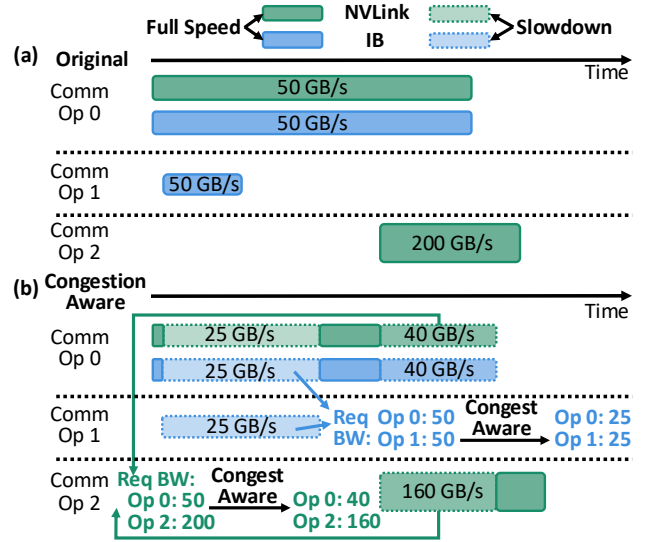 Full Speed NVLink Slowdown
IB
(a) Original
Time
Comm
Op 0
50 GB/s
50 GB/s
Comm
Op 1
50 GB/s
Comm
Op 2
200 GB/s
(b) Congestion
Aware
Time
Comm
Op 0
25 GB/s 40 GB/s
25 GB/s 40 GB/s
Comm
Op 1
25 GB/s
Req Op 0: 50 Congest Op 0: 25
BW: Op 1: 50 Aware Op 1: 25
Comm
Op 2
Req BW: Congest
Op 0: 50 Aware Op 0: 40
Op 2: 200 Op 2: 160
160 GB/s